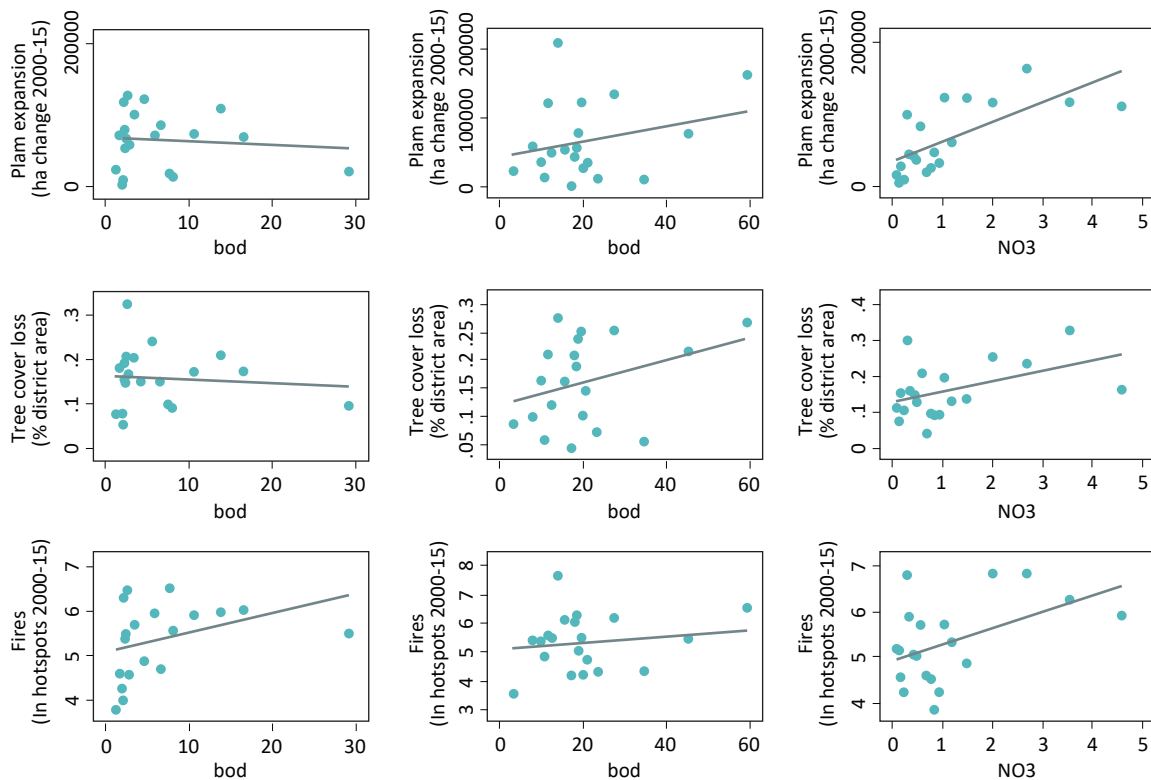 Plam expansion
(ha change 2000-15)
200000
0
0 10 20 30
bod
Plam expansion
(ha change 2000-15)
200000
100000
0
0 20 40 60
bod
Plam expansion
(ha change 2000-15)
200000
0
0 1 2 3 4 5
NO3
Tree cover loss
(% district area)
.3
.2
.1
0
0 10 20 30
bod
Tree cover loss
(% district area)
.3
.25
.15
.05
0 20 40 60
bod
Tree cover loss
(% district area)
.4
.3
.2
.1
0
0 1 2 3 4 5
NO3
Fires
(In hotspots 2000-15)
7
6
5
4
0 10 20 30
bod
Fires
(In hotspots 2000-15)
8
7
6
5
4
3
0 20 40 60
bod
Fires
(In hotspots 2000-15)
7
6
5
4
0 1 2 3 4 5
NO3